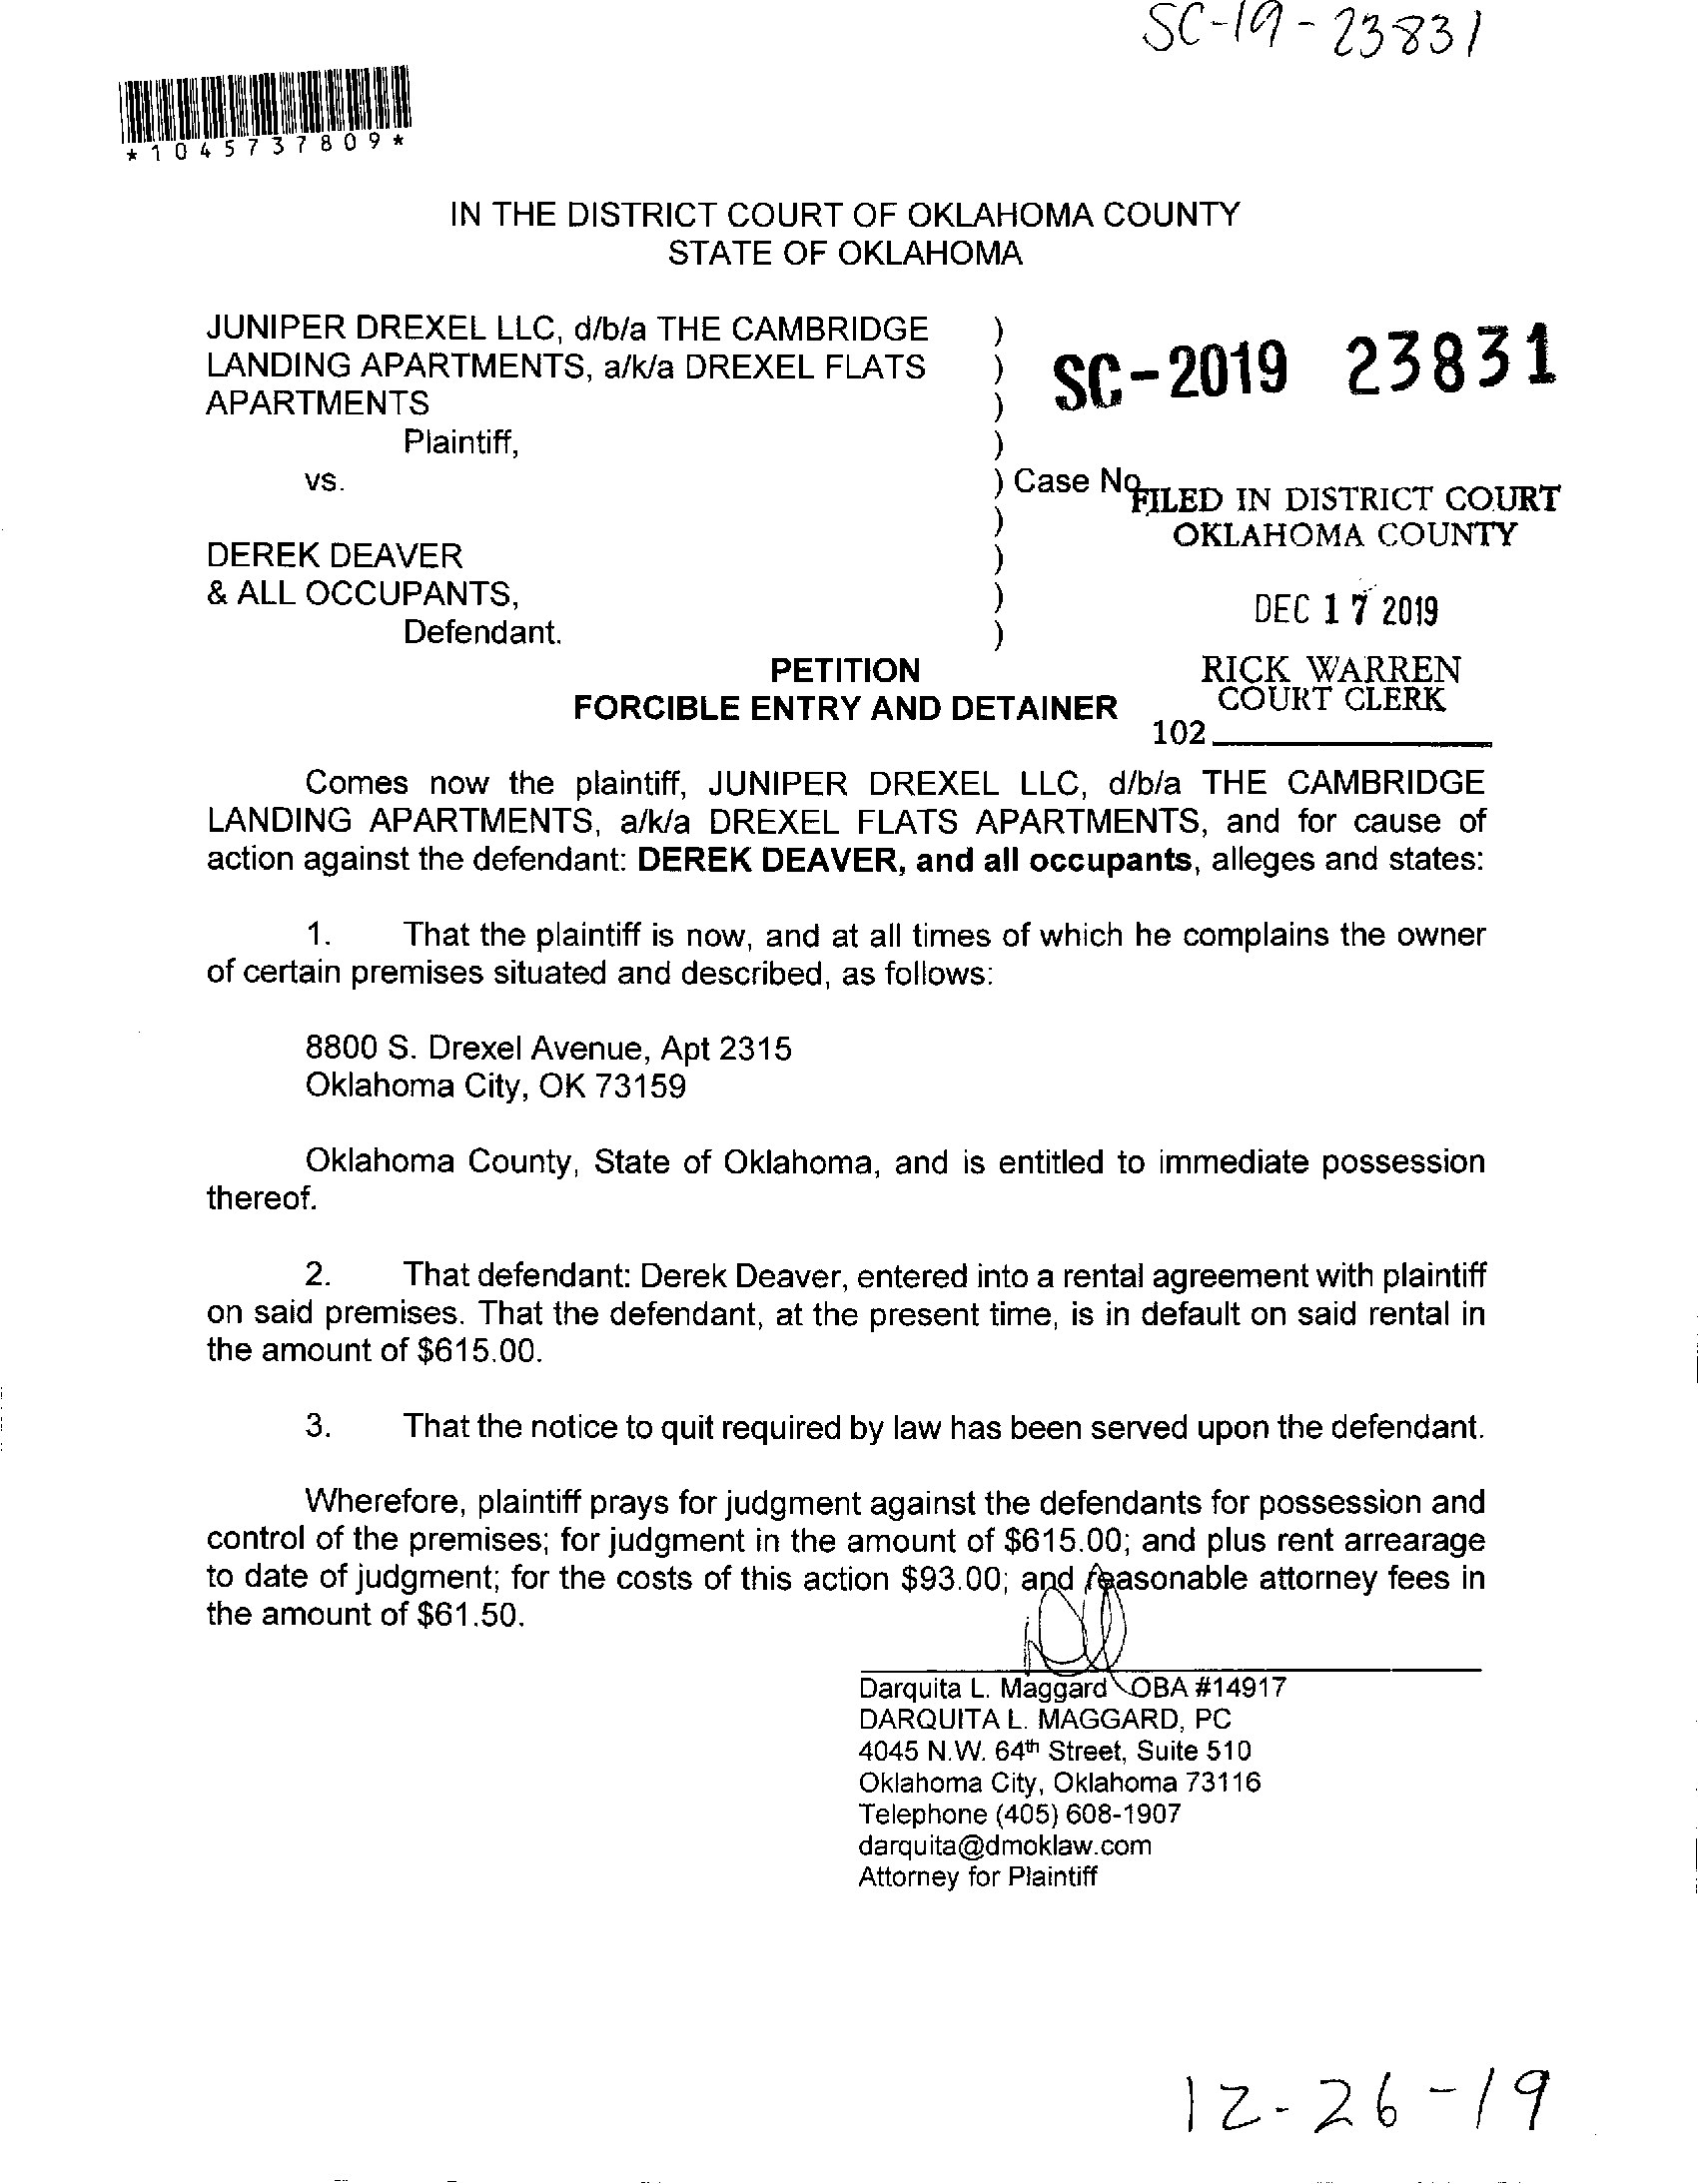 SC-19-23831
*1045737809*
IN THE DISTRICT COURT OF OKLAHOMA COUNTY
STATE OF OKLAHOMA
JUNIPER DREXEL LLC, d/b/a THE CAMBRIDGE )
LANDING APARTMENTS, a/k/a DREXEL FLATS )
APARTMENTS )
SC-2019 23831
Plaintiff, )
vs. ) Case No.
FILED IN DISTRICT COURT
OKLAHOMA COUNTY
)
DEREK DEAVER )
& ALL OCCUPANTS, )
DEC 17 2019
Defendant. )
PETITION
RICK WARREN
COURT CLERK
FORCIBLE ENTRY AND DETAINER
102
Comes now the plaintiff, JUNIPER DREXEL LLC, d/b/a THE CAMBRIDGE
LANDING APARTMENTS, a/k/a DREXEL FLATS APARTMENTS, and for cause of
action against the defendant: DEREK DEAVER, and all occupants, alleges and states:
1. That the plaintiff is now, and at all times of which he complains the owner
of certain premises situated and described, as follows:
8800 S. Drexel Avenue, Apt 2315
Oklahoma City, OK 73159
Oklahoma County, State of Oklahoma, and is entitled to immediate possession
thereof.
2. That defendant: Derek Deaver, entered into a rental agreement with plaintiff
on said premises. That the defendant, at the present time, is in default on said rental in
the amount of $615.00.
3. That the notice to quit required by law has been served upon the defendant.
Wherefore, plaintiff prays for judgment against the defendants for possession and
control of the premises; for judgment in the amount of $615.00; and plus rent arrearage
to date of judgment; for the costs of this action $93.00; and reasonable attorney fees in
the amount of $61.50.
Darquita L. Maggard OBA #14917
DARQUITA L. MAGGARD, PC
4045 N.W. 64th Street, Suite 510
Oklahoma City, Oklahoma 73116
Telephone (405) 608-1907
darquita@dmoklaw.com
Attorney for Plaintiff
12-26-19